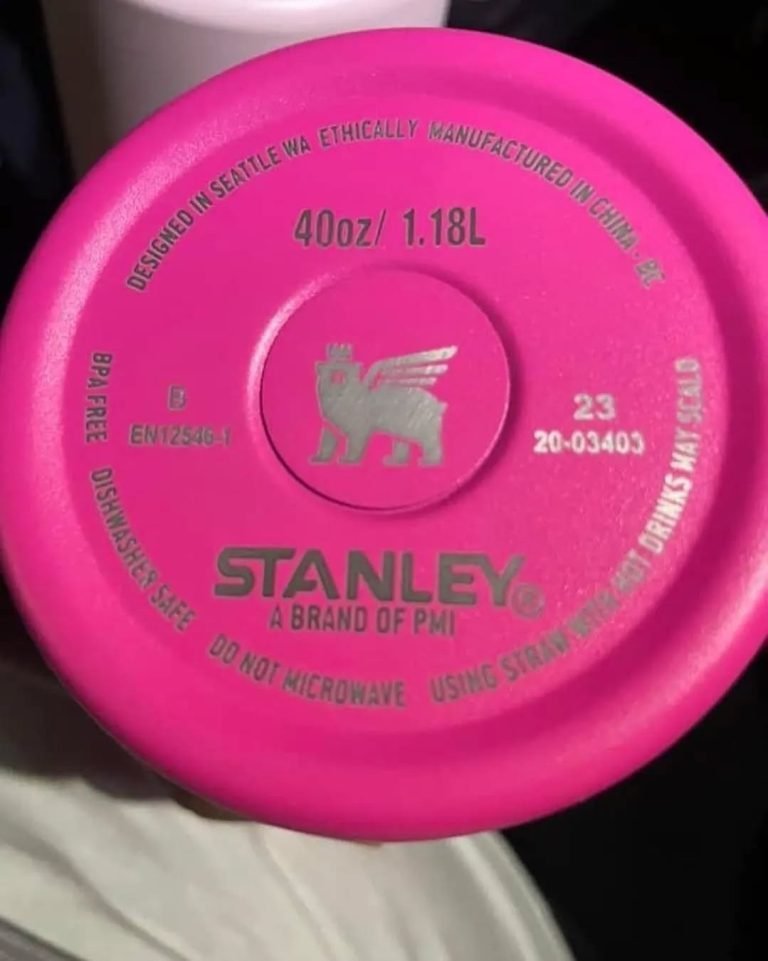 DESIGNED IN SEATTLE WA ETHICALLY MANUFACTURED IN CHINA - BC
40oz/ 1.18L
B
EN12546-1
23
20-03403
STANLEY®
A BRAND OF PMI
BPA FREE DISHWASHER SAFE DO NOT MICROWAVE USING STRAW WITH HOT DRINKS MAY SCALD